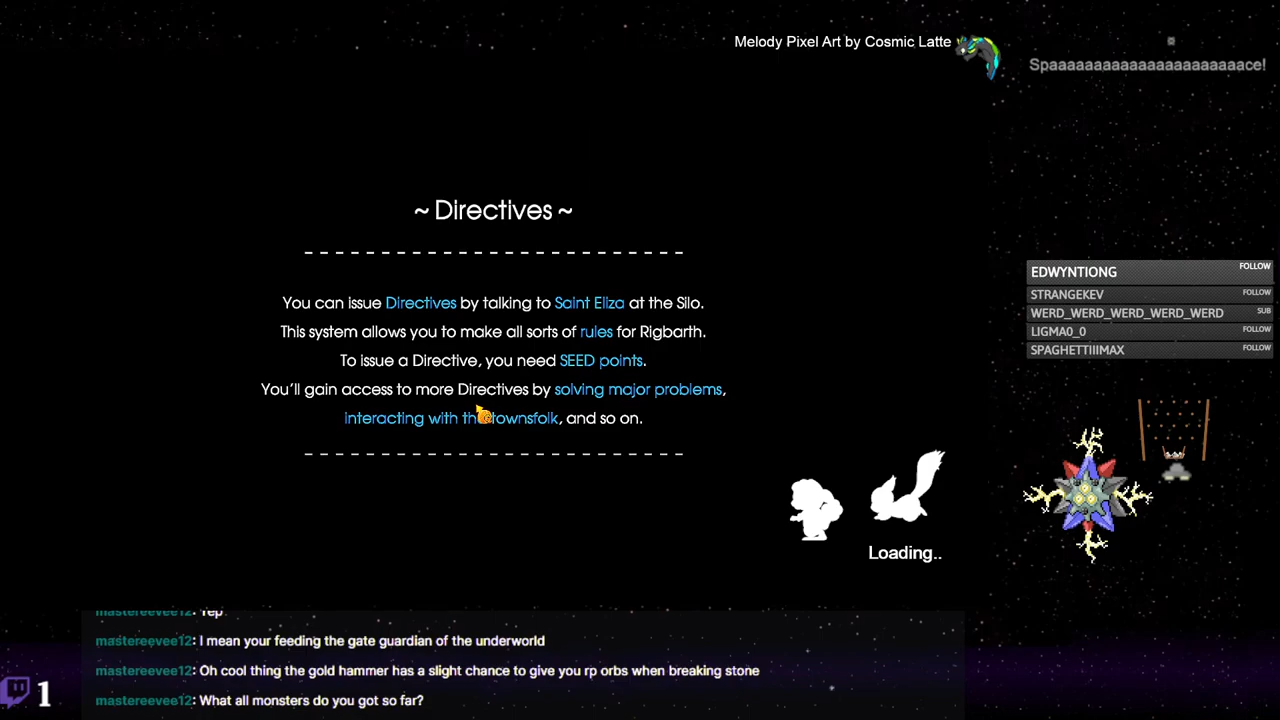 Melody Pixel Art by Cosmic Latte
Spaaaaaaaaaaaaaaaaaaaaaace!
~ Directives ~
You can issue Directives by talking to Saint Eliza at the Silo.
This system allows you to make all sorts of rules for Rigbarth.
To issue a Directive, you need SEED points.
You'll gain access to more Directives by solving major problems,
interacting with the townsfolk, and so on.
Loading..
EDWYNTIONG FOLLOW
STRANGEKEV FOLLOW
WERD_WERD_WERD_WERD_WERD SUB
LIGMA0_0 FOLLOW
SPAGHETTIIIMAX FOLLOW
mastereevee12: Yep
mastereevee12: I mean your feeding the gate guardian of the underworld
mastereevee12: Oh cool thing the gold hammer has a slight chance to give you rp orbs when breaking stone
mastereevee12: What all monsters do you got so far?
1